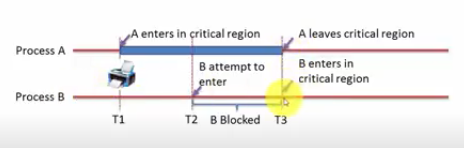 A enters in critical region
A leaves critical region
Process A
B attempt to
enter
B enters in
critical region
Process B
T1
T2
B Blocked
T3